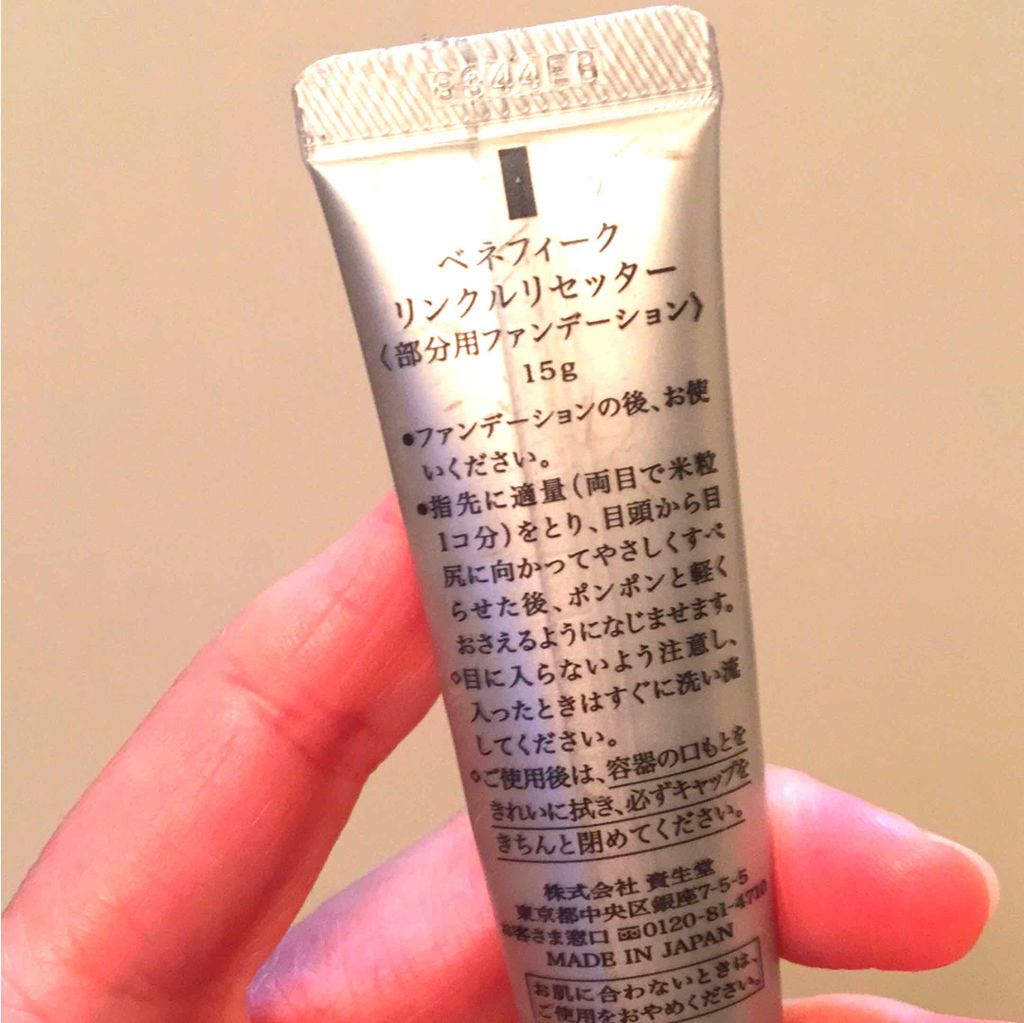 8344EB
ベネフィーク
リンクルリセッター
〈部分用ファンデーション〉
15g
●ファンデーションの後、お使
いください。
●指先に適量(両目で米粒
1コ分)をとり、目頭から目
尻に向かってやさしくすべ
らせた後、ポンポンと軽く
おさえるようになじませます。
◇目に入らないよう注意し、
入ったときはすぐに洗い流
してください。
◇ご使用後は、容器の口もとを
きれいに拭き、必ずキャップを
きちんと閉めてください。
株式会社 資生堂
東京都中央区銀座7-5-5
お客さま窓口 0120-81-4710
MADE IN JAPAN
お肌に合わないときは、
ご使用をおやめください。